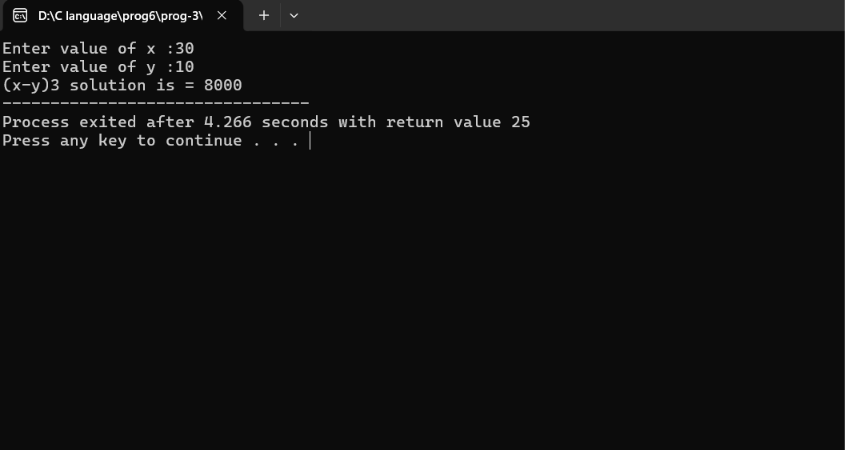 D:\C language\prog6\prog-3\
Enter value of x :30
Enter value of y :10
(x-y)3 solution is = 8000
--------------------------------
Process exited after 4.266 seconds with return value 25
Press any key to continue . . .